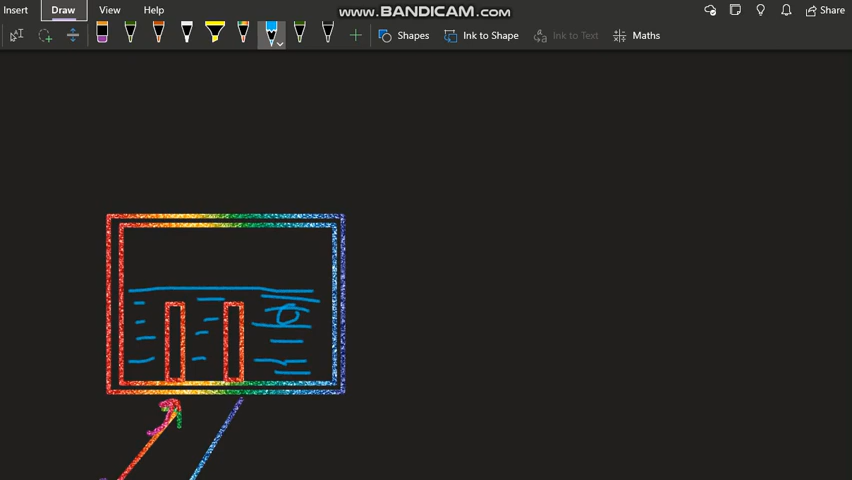 www.BANDICAM.com
Insert Draw View Help Share
Shapes Ink to Shape Ink to Text Maths